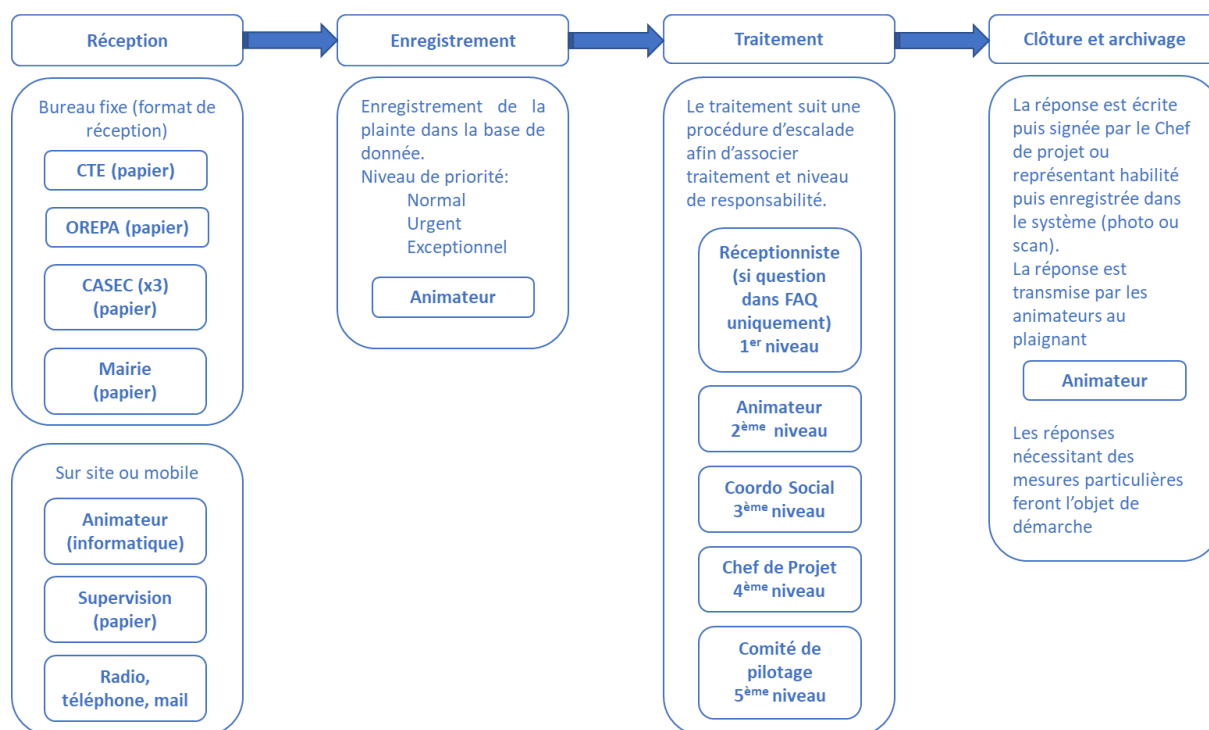 Réception
Enregistrement
Traitement
Clôture et archivage
Bureau fixe (format de
réception)
CTE (papier)
OREPA (papier)
CASEC (x3)
(papier)
Mairie
(papier)
Sur site ou mobile
Animateur
(informatique)
Supervision
(papier)
Radio,
téléphone, mail
Enregistrement de la
plainte dans la base de
donnée.
Niveau de priorité:
Normal
Urgent
Exceptionnel
Animateur
Le traitement suit une
procédure d’escalade
afin d’associer
traitement et niveau
de responsabilité.
Réceptionniste
(si question
dans FAQ
uniquement)
1er niveau
Animateur
2ème niveau
Coordo Social
3ème niveau
Chef de Projet
4ème niveau
Comité de
pilotage
5ème niveau
La réponse est écrite
puis signée par le Chef
de projet ou
représentant habilité
puis enregistrée dans
le système (photo ou
scan).
La réponse est
transmise par les
animateurs au
plaignant
Animateur
Les réponses
nécessitant des
mesures particulières
feront l’objet de
démarche